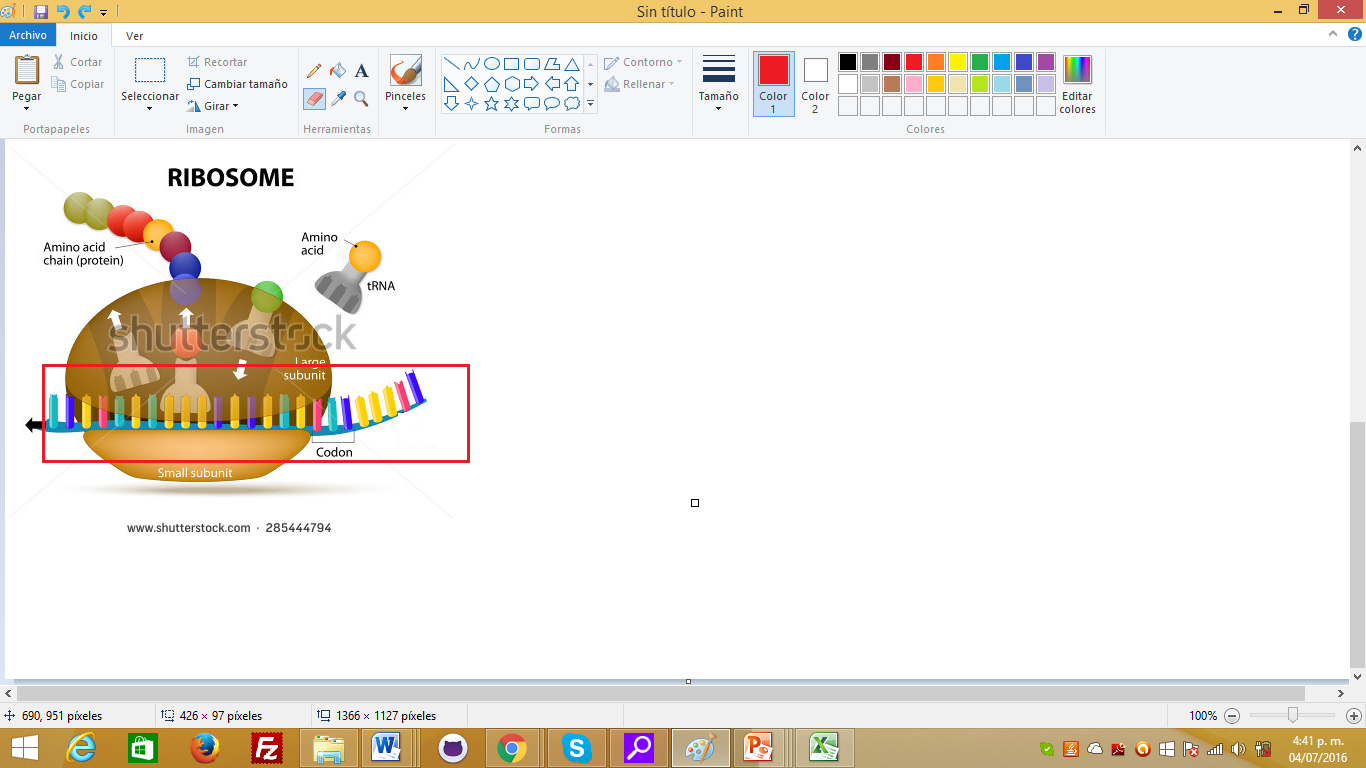 Sin título - Paint
Archivo
Inicio
Ver
Pegar
Cortar
Copiar
Portapapeles
Seleccionar
Recortar
Cambiar tamaño
Girar
Imagen
A
Herramientas
Pinceles
Contorno
Rellenar
Formas
Tamaño
Color
1
Color
2
Editar
colores
Colores
RIBOSOME
Amino acid
chain (protein)
Amino
acid
tRNA
shutterstock
Large
subunit
Codon
Small subunit
www.shutterstock.com · 285444794
690, 951 píxeles
426 × 97 píxeles
1366 × 1127 píxeles
100%
4:41 p. m.
04/07/2016